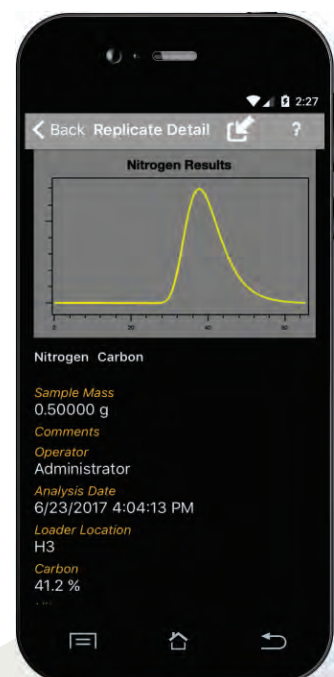 2:27
Back Replicate Detail ?
Nitrogen Results
0 20 40 60
Nitrogen Carbon
Sample Mass
0.50000 g
Comments
Operator
Administrator
Analysis Date
6/23/2017 4:04:13 PM
Loader Location
H3
Carbon
41.2 %